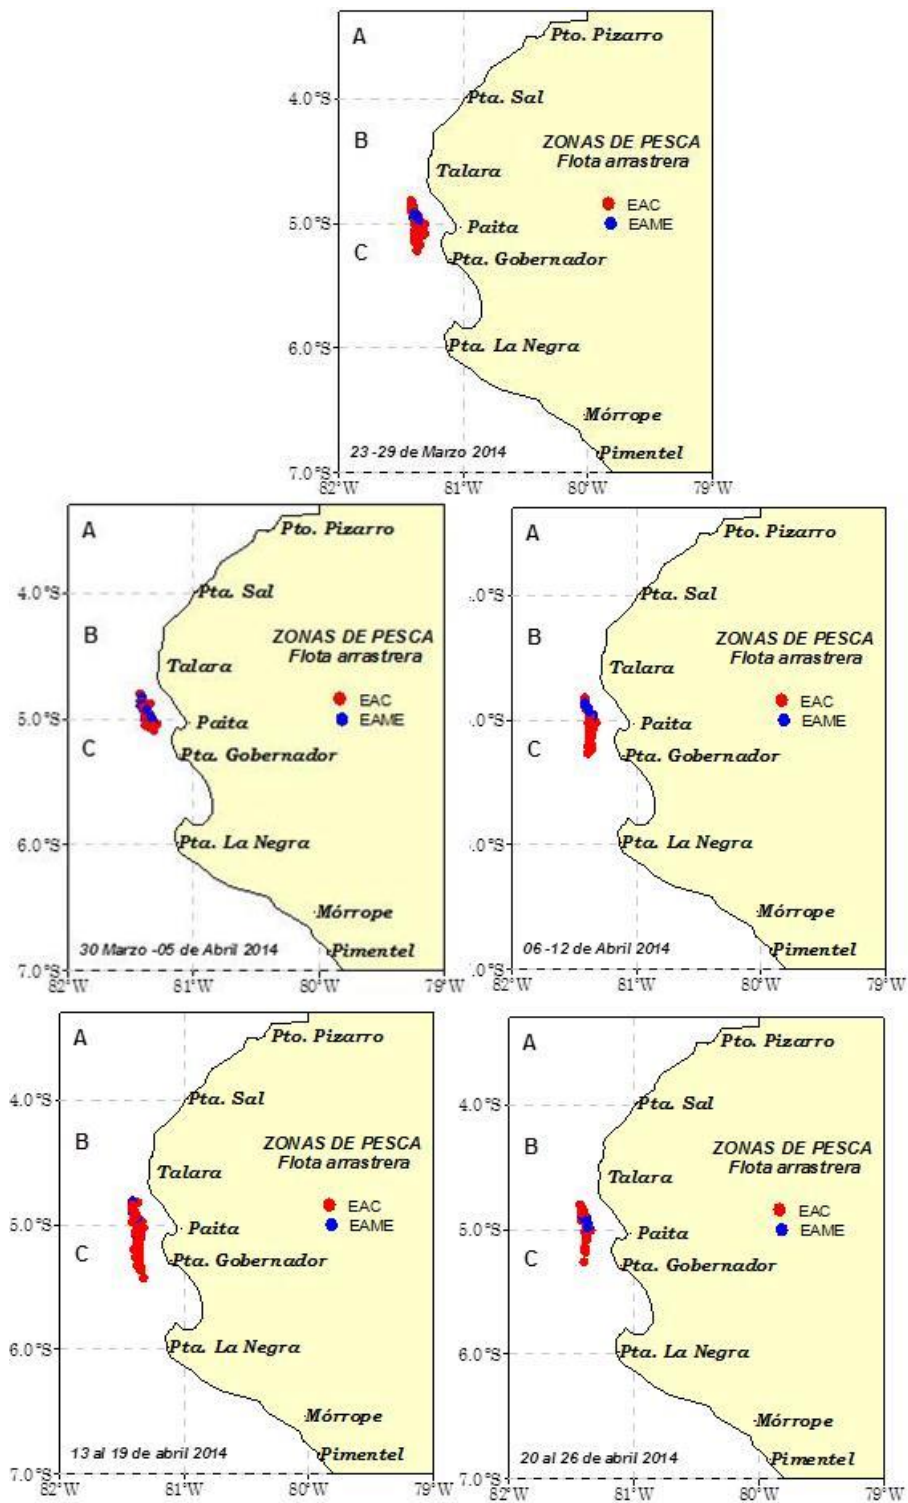 A
Pto. Pizarro
4.0°S
Pta. Sal
B
ZONAS DE PESCA
Flota arrastrera
Talara
EAC
5.0°S
Paita
EAME
C
Pta. Gobernador
6.0°S
Pta. La Negra
Mórrope
23 -29 de Marzo 2014
Pimentel
7.0°S
82°W
81°W
80°W
79°W
A
Pto. Pizarro
4.0°S
Pta. Sal
B
ZONAS DE PESCA
Flota arrastrera
Talara
EAC
5.0°S
Paita
EAME
C
Pta. Gobernador
6.0°S
Pta. La Negra
Mórrope
30 Marzo -05 de Abril 2014
Pimentel
7.0°S
82°W
81°W
80°W
79°W
A
Pto. Pizarro
.0°S
Pta. Sal
B
ZONAS DE PESCA
Flota arrastrera
Talara
EAC
.0°S
Paita
EAME
C
Pta. Gobernador
.0°S
Pta. La Negra
Mórrope
06 -12 de Abril 2014
Pimentel
.0°S
82°W
81°W
80°W
79°W
A
Pto. Pizarro
4.0°S
Pta. Sal
B
ZONAS DE PESCA
Flota arrastrera
Talara
EAC
5.0°S
Paita
EAME
C
Pta. Gobernador
6.0°S
Pta. La Negra
Mórrope
13 al 19 de abril 2014
Pimentel
7.0°S
82°W
81°W
80°W
79°W
A
Pto. Pizarro
4.0°S
Pta. Sal
B
ZONAS DE PESCA
Flota arrastrera
Talara
EAC
5.0°S
Paita
EAME
C
Pta. Gobernador
6.0°S
Pta. La Negra
Mórrope
20 al 26 de abril 2014
Pimentel
7.0°S
82°W
81°W
80°W
79°W